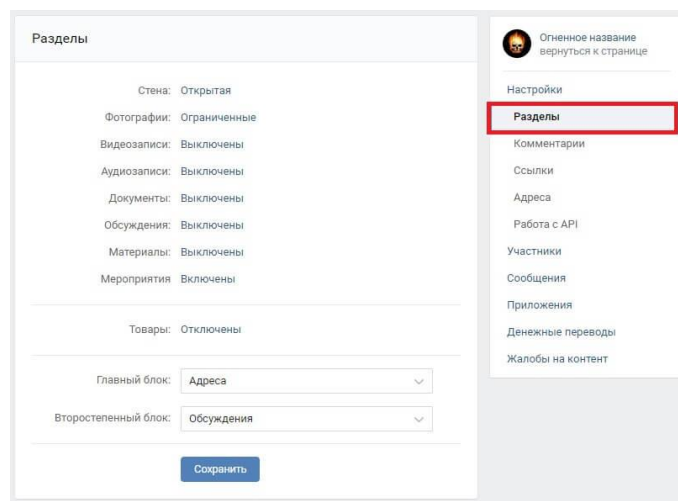 Разделы
Стена: Открытая
Фотографии: Ограниченные
Видеозаписи: Выключены
Аудиозаписи: Выключены
Документы: Выключены
Обсуждения: Выключены
Материалы: Выключены
Мероприятия Включены
Товары: Отключены
Главный блок: Адреса
Второстепенный блок: Обсуждения
Сохранить
Огненное название
вернуться к странице
Настройки
Разделы
Комментарии
Ссылки
Адреса
Работа с API
Участники
Сообщения
Приложения
Денежные переводы
Жалобы на контент